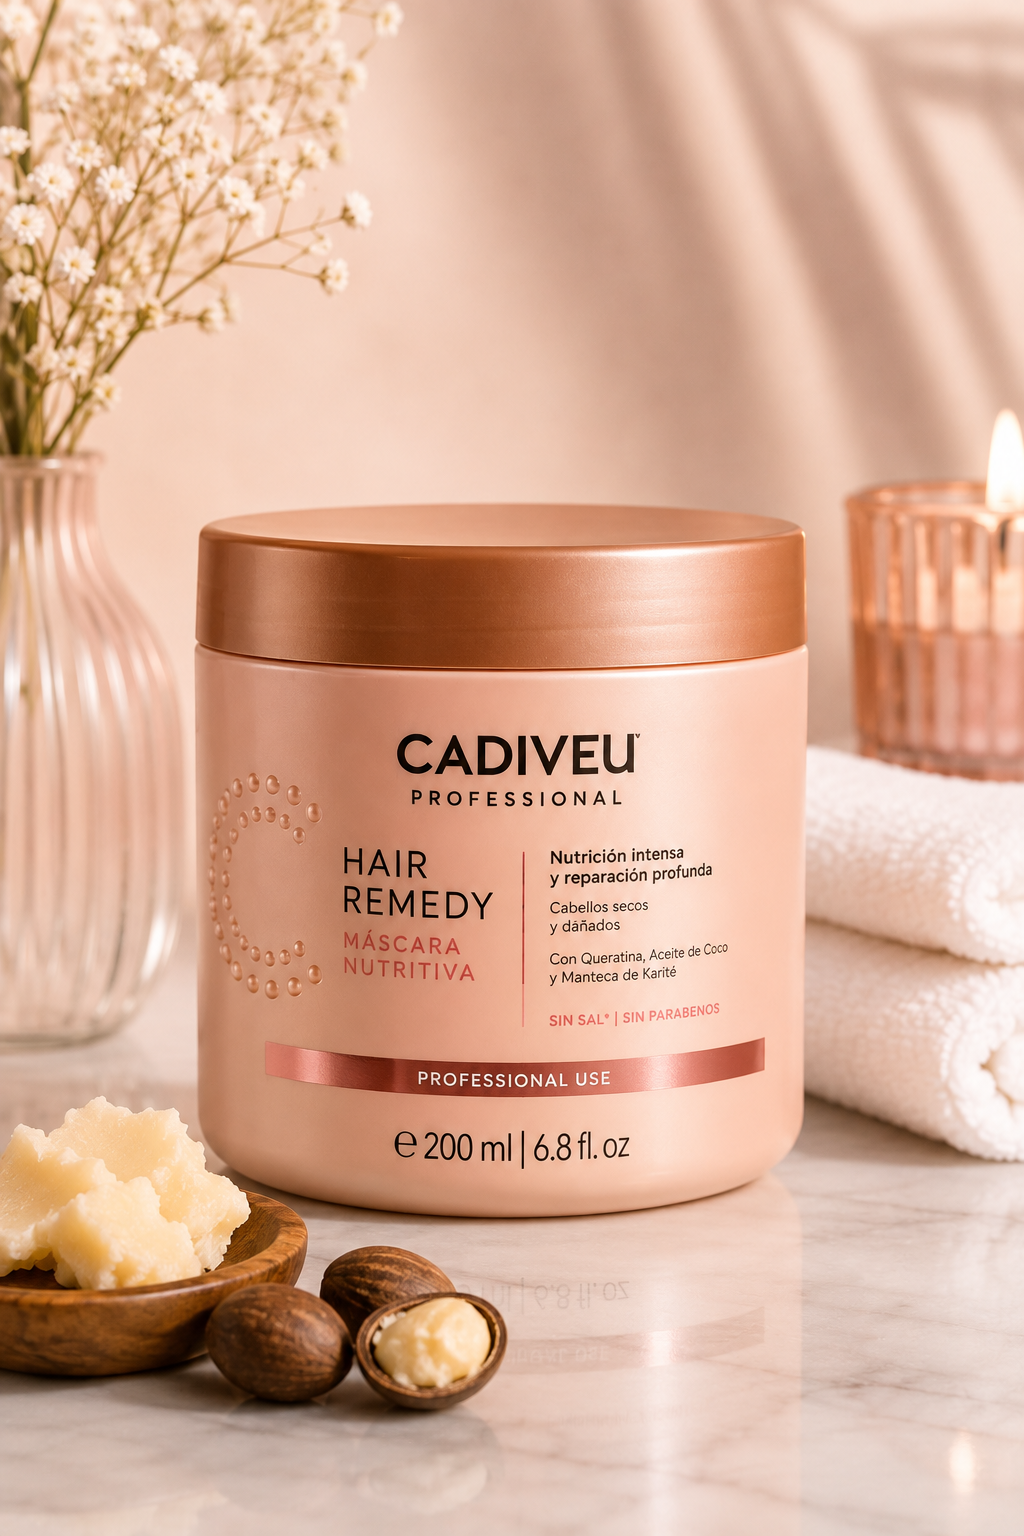 CADIVEU
PROFESSIONAL
HAIR
REMEDY
MÁSCARA
NUTRITIVA
Nutrición intensa
y reparación profunda
Cabellos secos
y dáñados
Con Queratina, Aceite de Coco
y Manteca de Karité
SIN SAL* | SIN PARABENOS
PROFESSIONAL USE
℮ 200 ml | 6.8 fl. oz